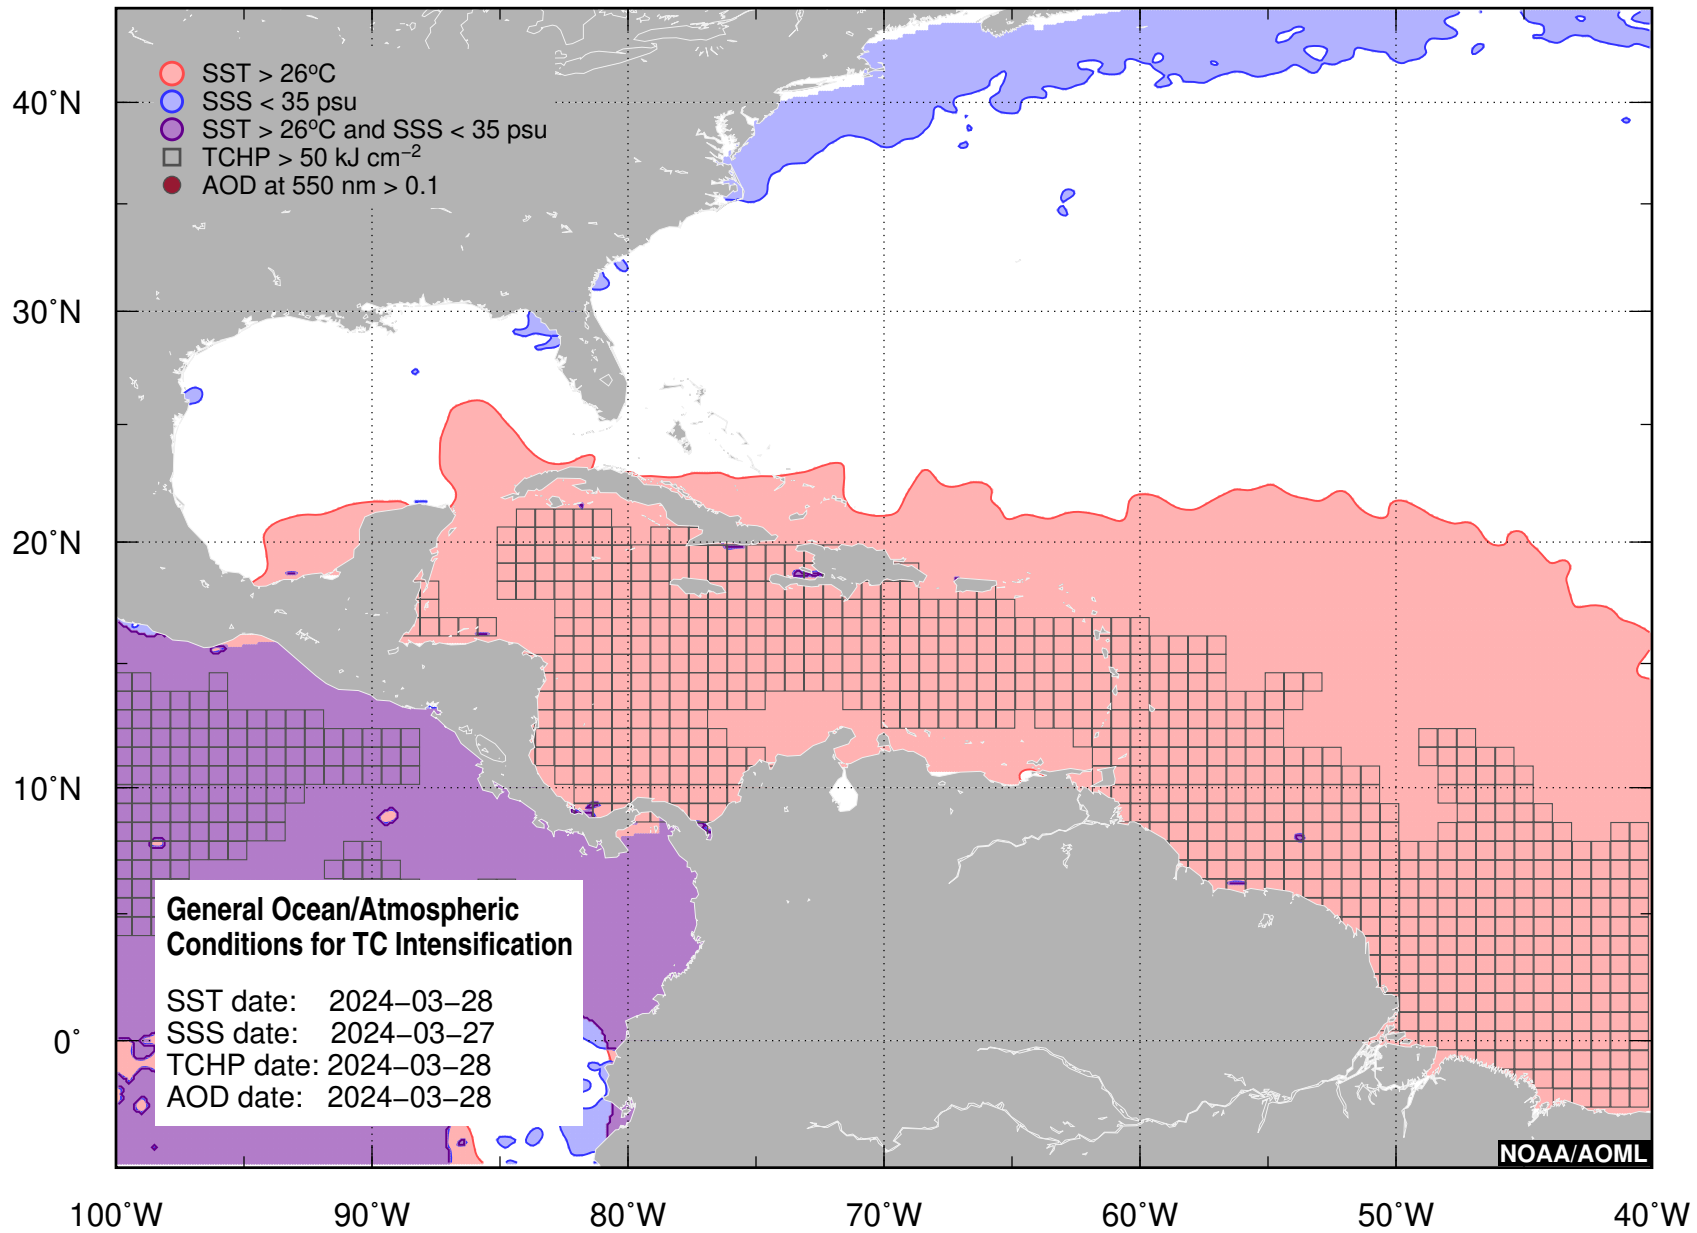 SST > 26ºC
SSS < 35 psu
SST > 26ºC and SSS < 35 psu
TCHP > 50 kJ cm−2
AOD at 550 nm > 0.1
40˚N
30˚N
20˚N
10˚N
0˚
General Ocean/Atmospheric
Conditions for TC Intensification
SST date: 2024−03−28
SSS date: 2024−03−27
TCHP date: 2024−03−28
AOD date: 2024−03−28
NOAA/AOML
100˚W 90˚W 80˚W 70˚W 60˚W 50˚W 40˚W